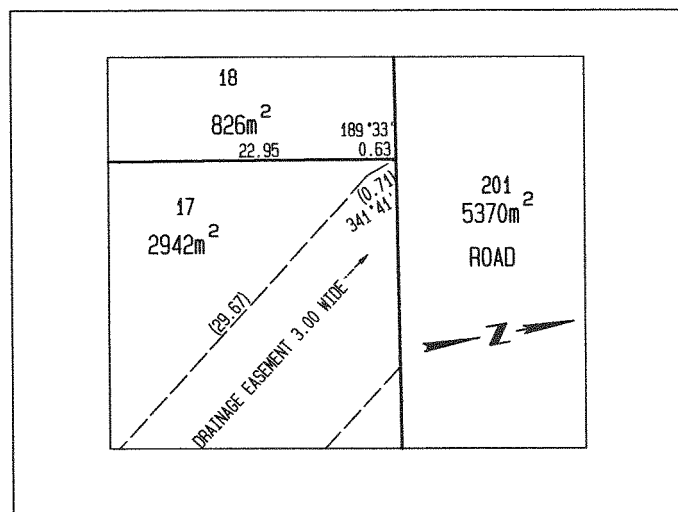 18
826m²
189°33'
22.95
0.63
17
2942m²
(0.71)
341°41'
201
5370m²
ROAD
(29.67)
DRAINAGE EASEMENT 3.00 WIDE
N